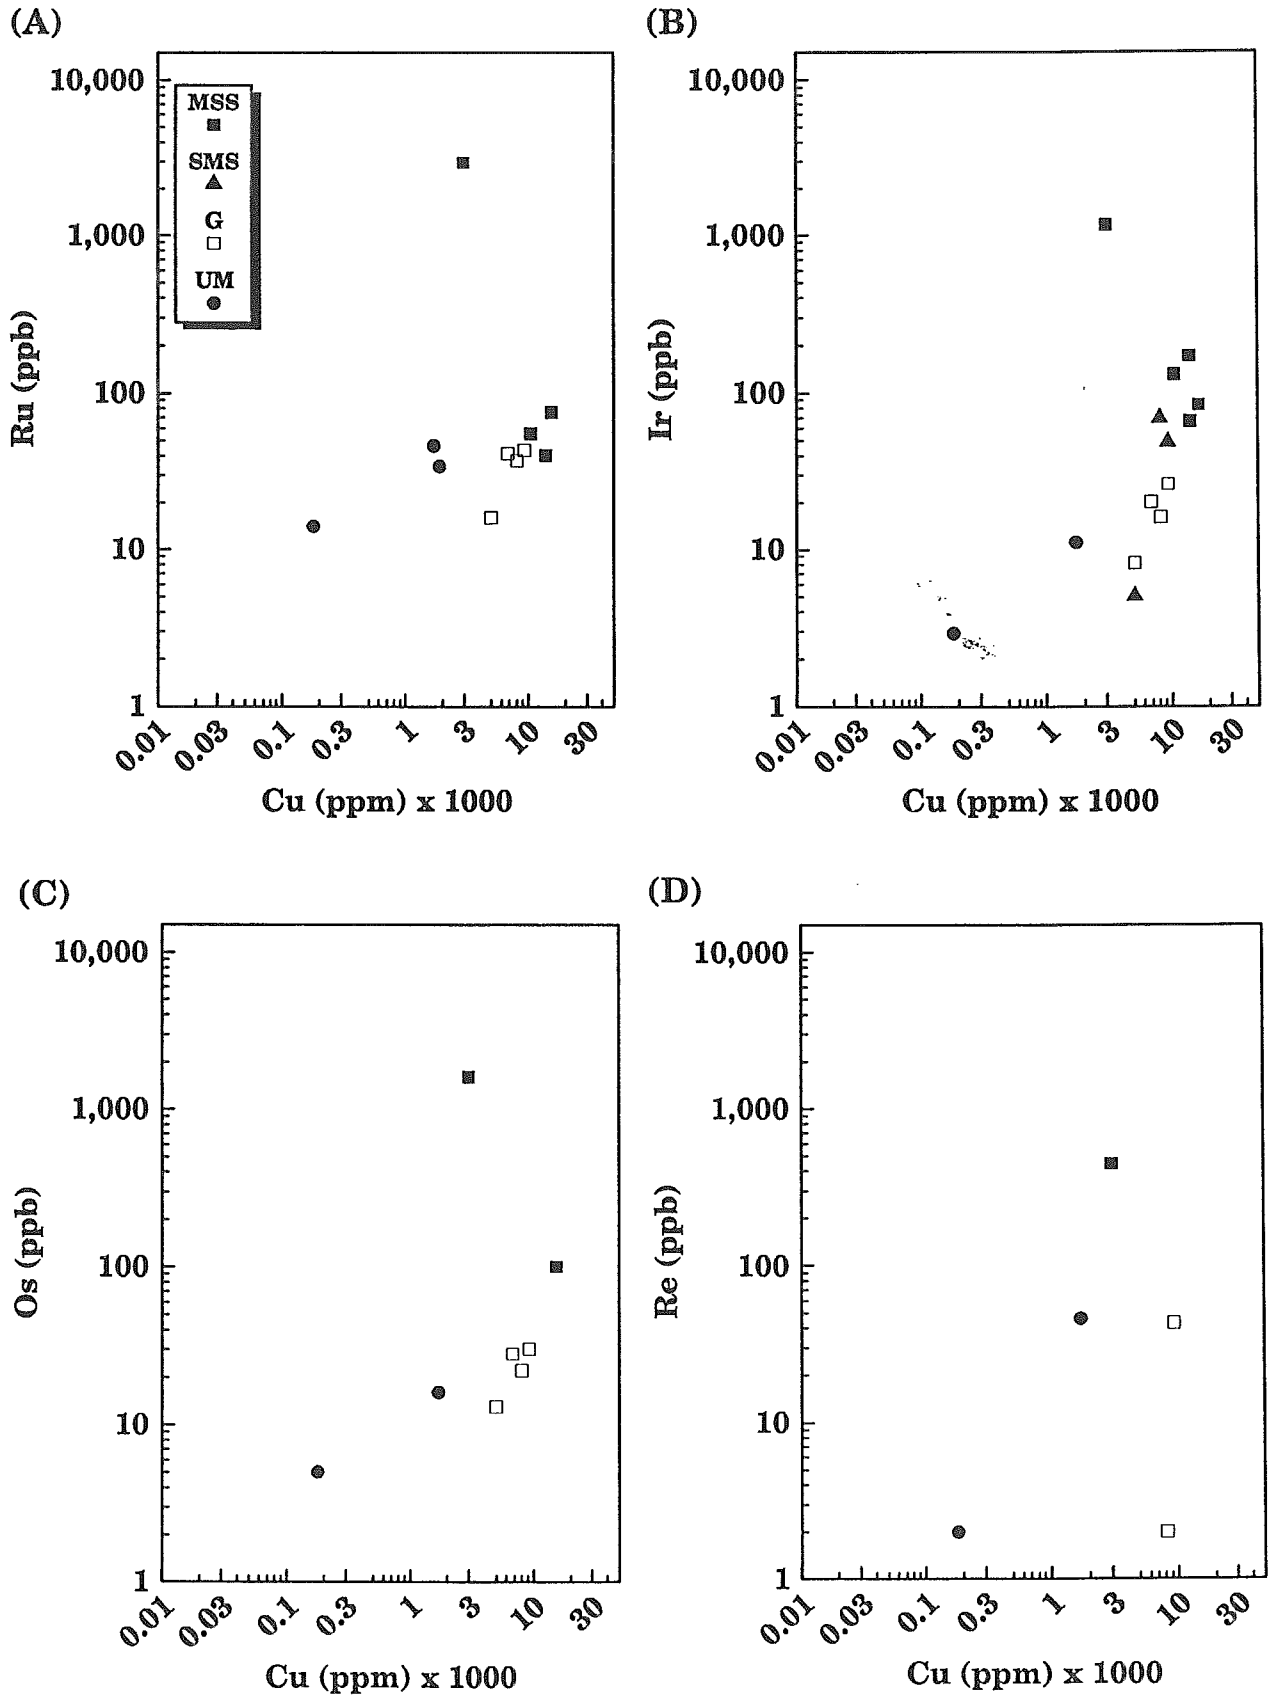 (A)
10,000
1,000
100
10
1
Ru (ppb)
MSS
SMS
G
UM
0.01 0.03 0.1 0.3 1 3 10 30
Cu (ppm) x 1000
(B)
10,000
1,000
100
10
1
Ir (ppb)
0.01 0.03 0.1 0.3 1 3 10 30
Cu (ppm) x 1000
(C)
10,000
1,000
100
10
1
Os (ppb)
0.01 0.03 0.1 0.3 1 3 10 30
Cu (ppm) x 1000
(D)
10,000
1,000
100
10
1
Re (ppb)
0.01 0.03 0.1 0.3 1 3 10 30
Cu (ppm) x 1000